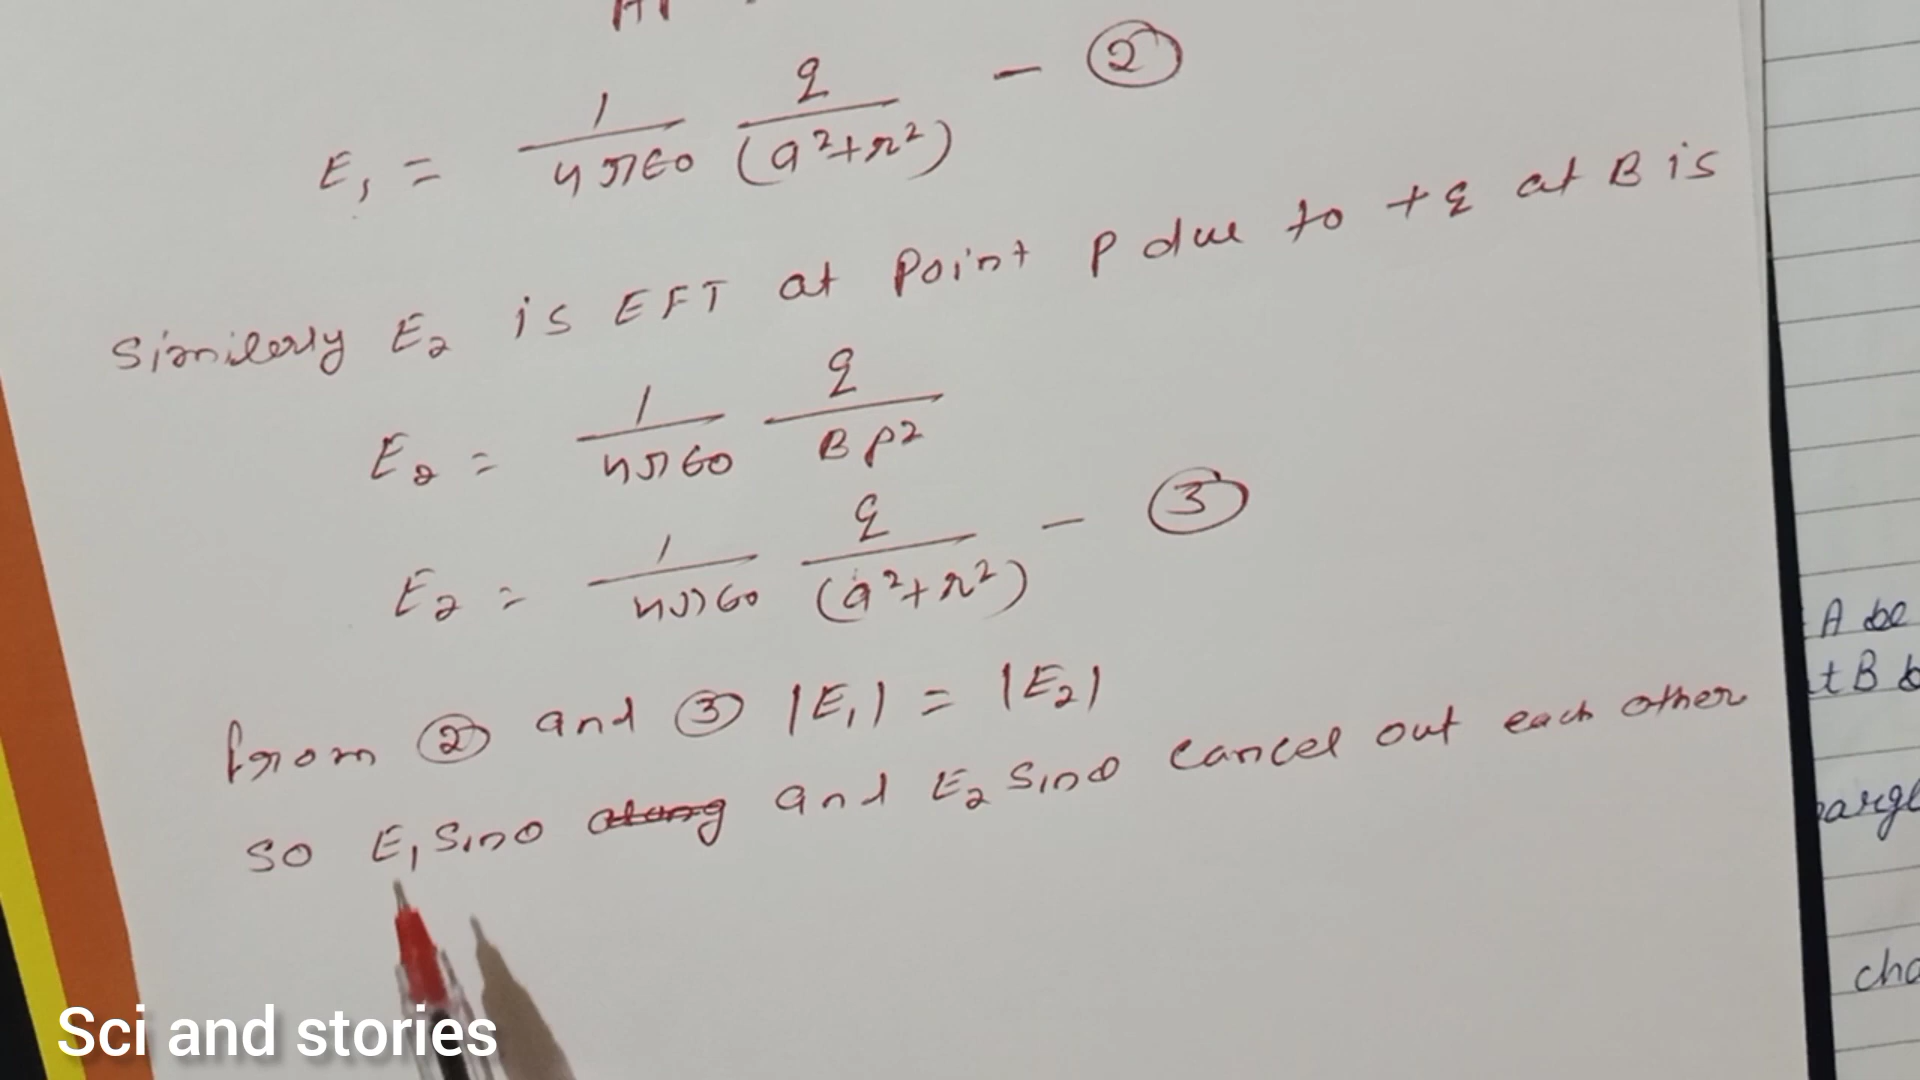 E₁ = 1/4πϵ0 q/(a²+r²) — ②
Similerly E₂ is EFI at Point P due to +q at B is
E₂ = 1/4πϵ0 q/BP²
E₂ = 1/4πϵ0 q/(a²+r²) — ③
from ② and ③ |E₁| = |E₂|
so E₁ sinθ along and E₂ sinθ cancel out each other
A be
t B b
arge
cha
Sci and stories